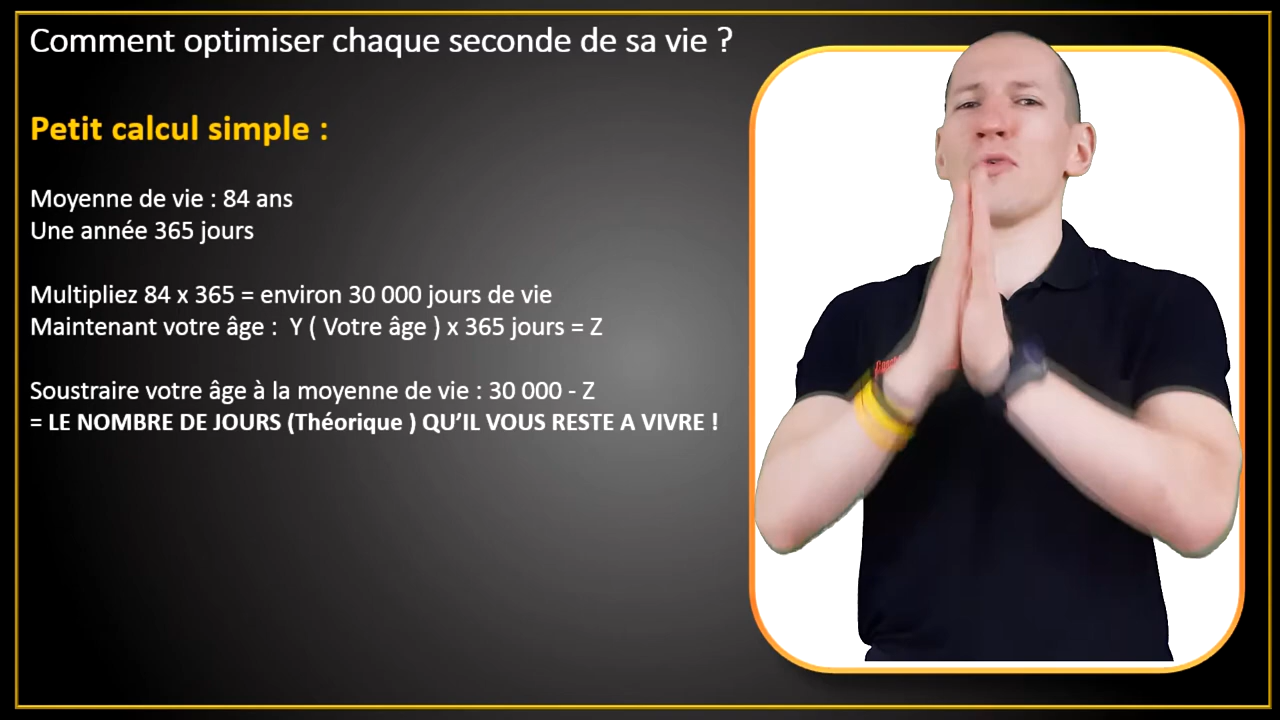 Comment optimiser chaque seconde de sa vie ?
Petit calcul simple :
Moyenne de vie : 84 ans
Une année 365 jours
Multipliez 84 x 365 = environ 30 000 jours de vie
Maintenant votre âge :  Y ( Votre âge ) x 365 jours = Z
Soustraire votre âge à la moyenne de vie : 30 000 - Z
= LE NOMBRE DE JOURS (Théorique ) QU'IL VOUS RESTE A VIVRE !